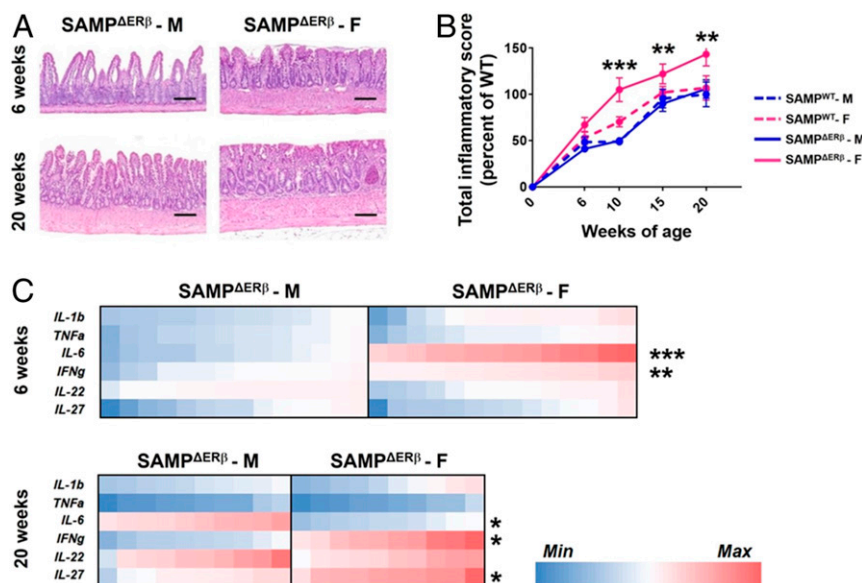 A
SAMPΔERβ - M
SAMPΔERβ - F
6 weeks
20 weeks
B
Total inflammatory score
(percent of WT)
150
100
50
0
0 6 10 15 20
Weeks of age
***
**
**
SAMPWT- M
SAMPWT- F
SAMPΔERβ - M
SAMPΔERβ - F
C
SAMPΔERβ - M
SAMPΔERβ - F
6 weeks
IL-1b
TNFa
IL-6 ***
IFNg **
IL-22
IL-27
SAMPΔERβ - M
SAMPΔERβ - F
20 weeks
IL-1b
TNFa
IL-6 *
IFNg *
IL-22
IL-27 *
Min Max